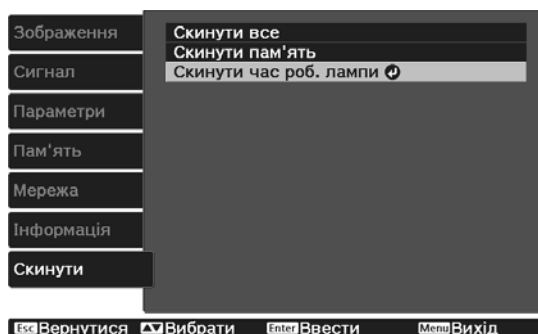 Зображення
Сигнал
Параметри
Пам'ять
Мережа
Інформація
Скинути
Скинути все
Скинути пам'ять
Скинути час роб. лампи
Esc Вернутися Вибрати Enter Ввести Menu Вихід